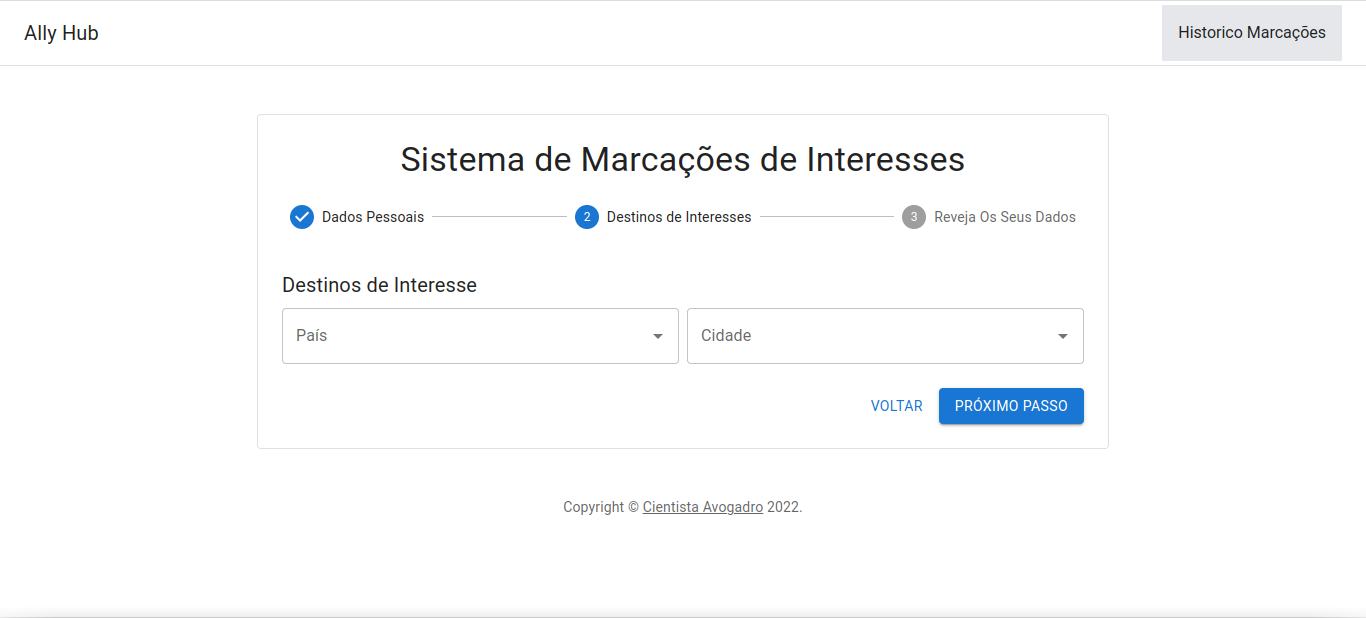 Ally Hub
Historico Marcações
Sistema de Marcações de Interesses
Dados Pessoais
2 Destinos de Interesses
3 Reveja Os Seus Dados
Destinos de Interesse
País
Cidade
VOLTAR
PRÓXIMO PASSO
Copyright © Cientista Avogadro 2022.